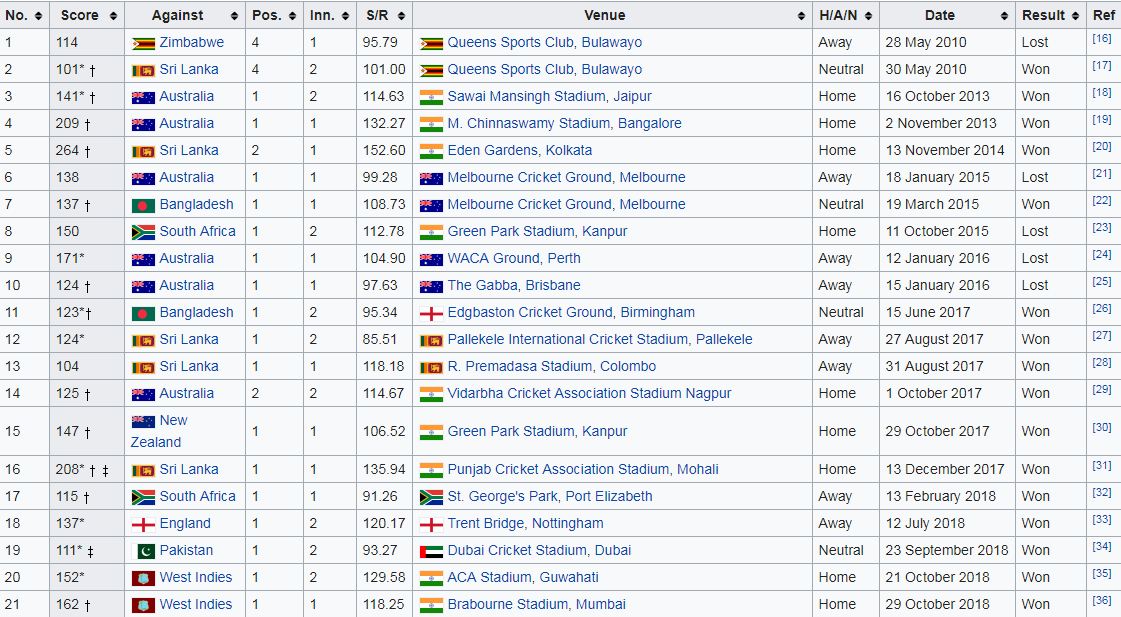 No. Score Against Pos. Inn. S/R Venue H/A/N Date Result Ref
1 114 Zimbabwe 4 1 95.79 Queens Sports Club, Bulawayo Away 28 May 2010 Lost [16]
2 101* † Sri Lanka 4 2 101.00 Queens Sports Club, Bulawayo Neutral 30 May 2010 Won [17]
3 141* † Australia 1 2 114.63 Sawai Mansingh Stadium, Jaipur Home 16 October 2013 Won [18]
4 209 † Australia 1 1 132.27 M. Chinnaswamy Stadium, Bangalore Home 2 November 2013 Won [19]
5 264 † Sri Lanka 2 1 152.60 Eden Gardens, Kolkata Home 13 November 2014 Won [20]
6 138 Australia 1 1 99.28 Melbourne Cricket Ground, Melbourne Away 18 January 2015 Lost [21]
7 137 † Bangladesh 1 1 108.73 Melbourne Cricket Ground, Melbourne Neutral 19 March 2015 Won [22]
8 150 South Africa 1 2 112.78 Green Park Stadium, Kanpur Home 11 October 2015 Lost [23]
9 171* Australia 1 1 104.90 WACA Ground, Perth Away 12 January 2016 Lost [24]
10 124 † Australia 1 1 97.63 The Gabba, Brisbane Away 15 January 2016 Lost [25]
11 123*† Bangladesh 1 2 95.34 Edgbaston Cricket Ground, Birmingham Neutral 15 June 2017 Won [26]
12 124* Sri Lanka 1 2 85.51 Pallekele International Cricket Stadium, Pallekele Away 27 August 2017 Won [27]
13 104 Sri Lanka 1 1 118.18 R. Premadasa Stadium, Colombo Away 31 August 2017 Won [28]
14 125 † Australia 2 2 114.67 Vidarbha Cricket Association Stadium Nagpur Home 1 October 2017 Won [29]
15 147 † New Zealand 1 1 106.52 Green Park Stadium, Kanpur Home 29 October 2017 Won [30]
16 208* † ‡ Sri Lanka 1 1 135.94 Punjab Cricket Association Stadium, Mohali Home 13 December 2017 Won [31]
17 115 † South Africa 1 1 91.26 St. George's Park, Port Elizabeth Away 13 February 2018 Won [32]
18 137* England 1 2 120.17 Trent Bridge, Nottingham Away 12 July 2018 Won [33]
19 111* ‡ Pakistan 1 2 93.27 Dubai Cricket Stadium, Dubai Neutral 23 September 2018 Won [34]
20 152* West Indies 1 2 129.58 ACA Stadium, Guwahati Home 21 October 2018 Won [35]
21 162 † West Indies 1 1 118.25 Brabourne Stadium, Mumbai Home 29 October 2018 Won [36]